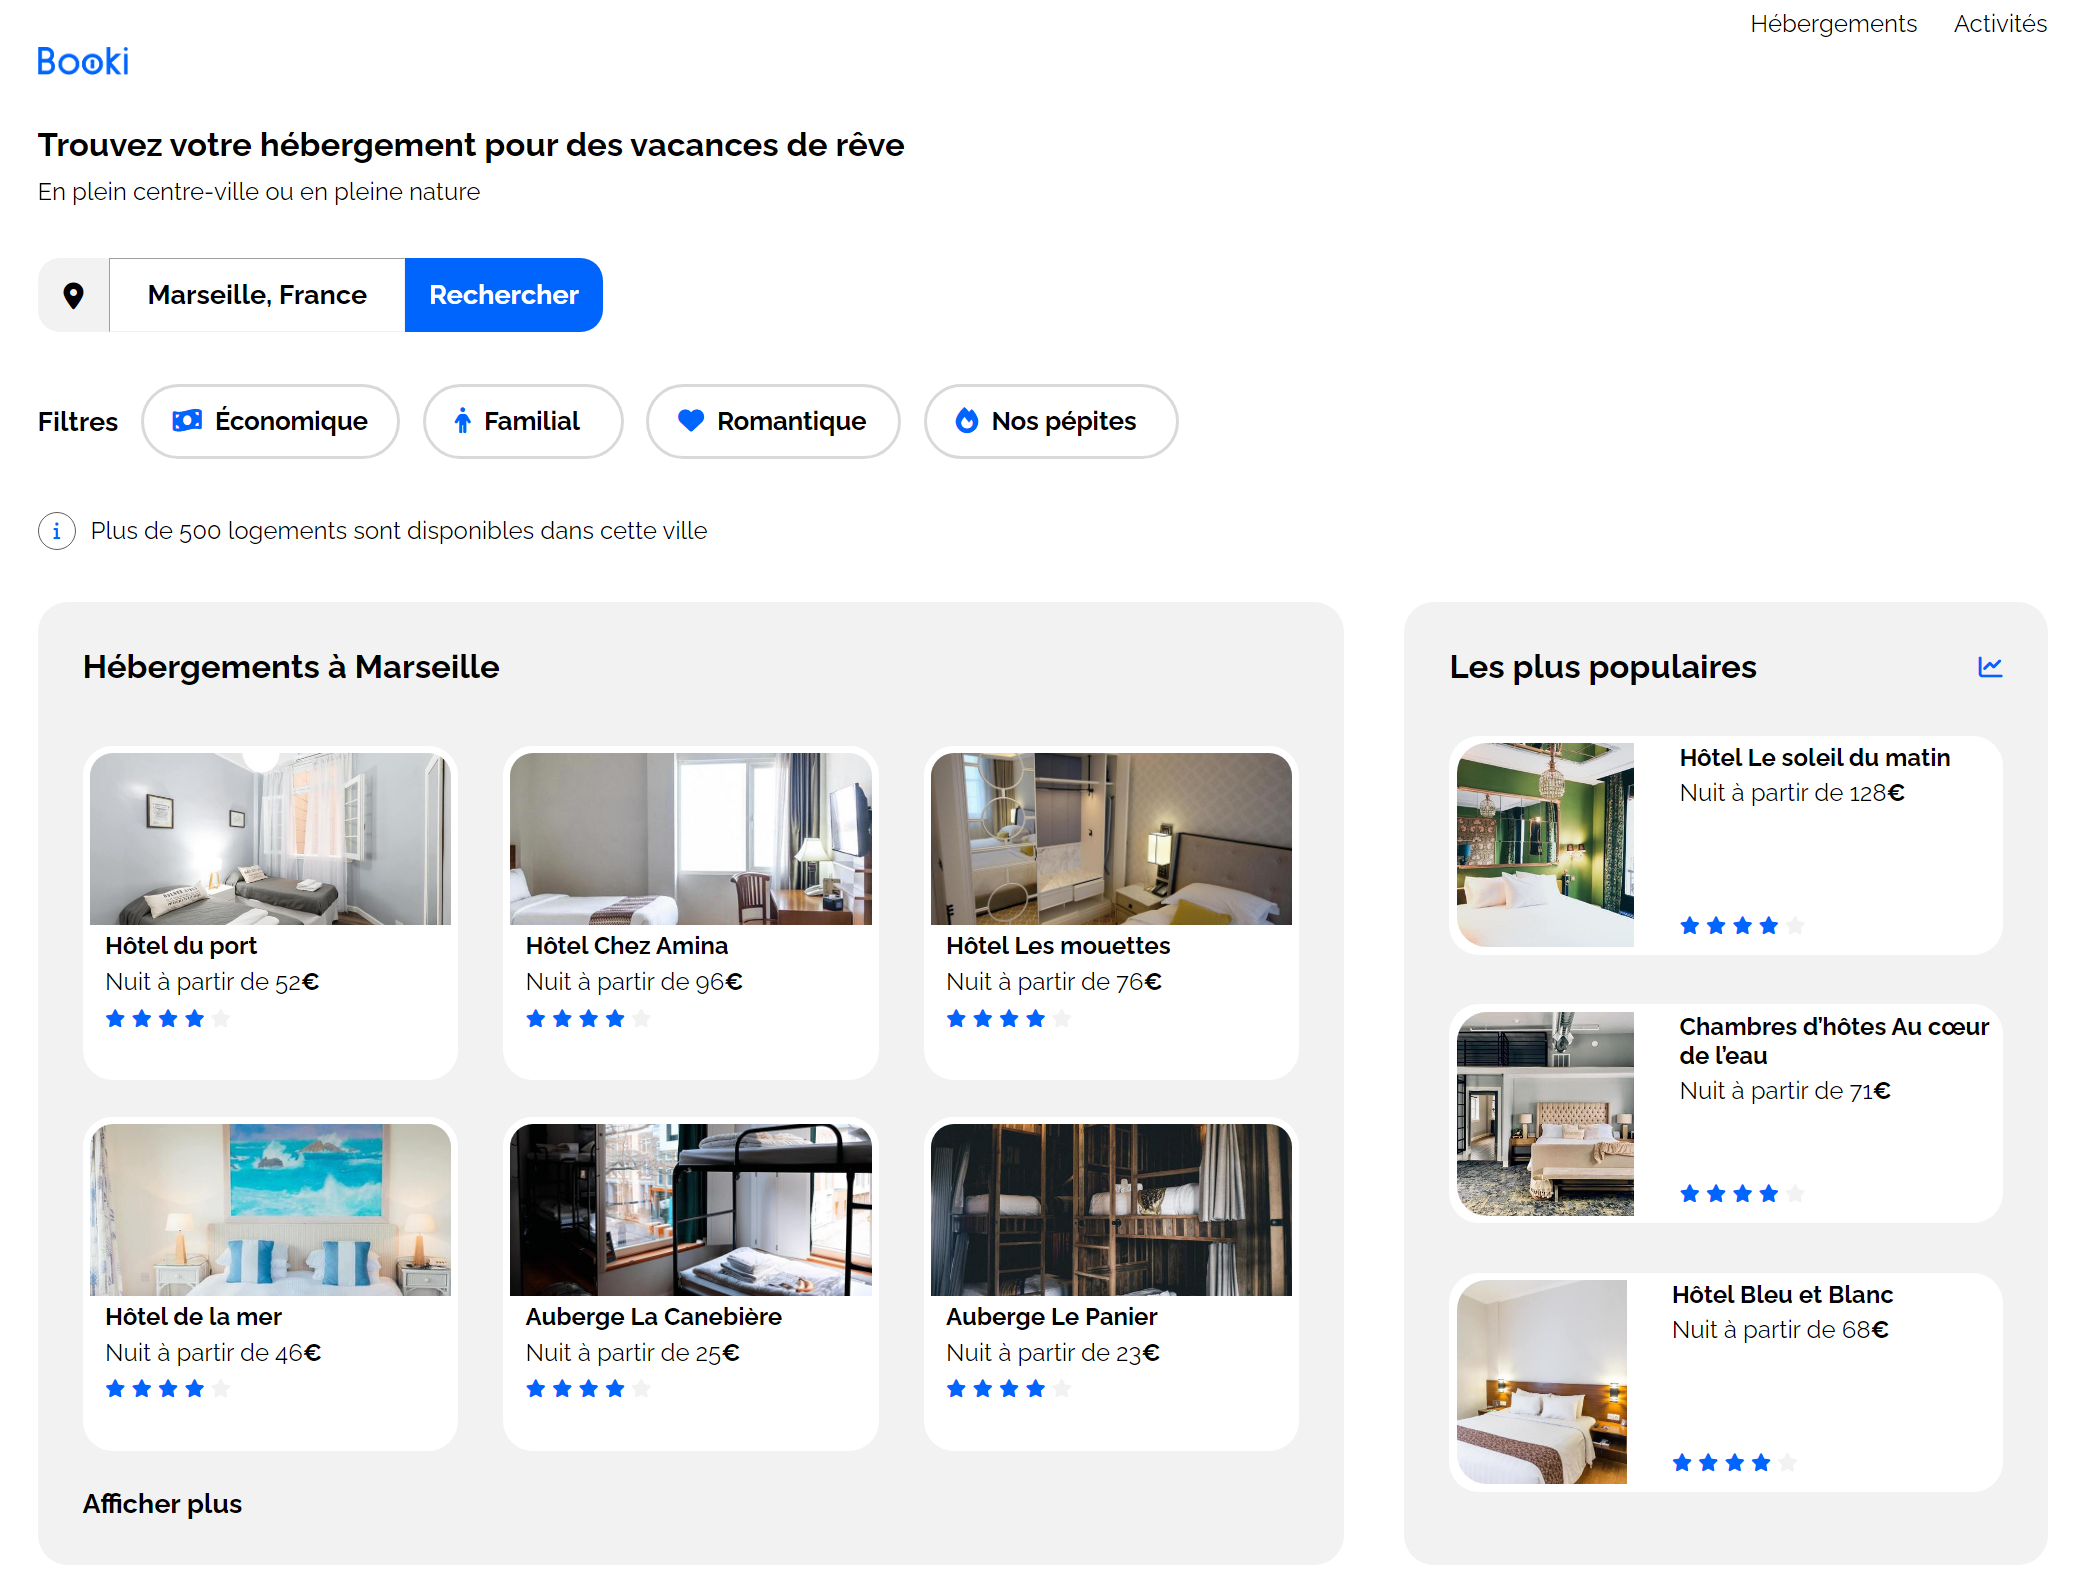 Hébergements Activités
Booki
Trouvez votre hébergement pour des vacances de rêve
En plein centre-ville ou en pleine nature
Marseille, France Rechercher
Filtres Économique Familial Romantique Nos pépites
i Plus de 500 logements sont disponibles dans cette ville
Hébergements à Marseille
Hôtel du port
Nuit à partir de 52€
Hôtel Chez Amina
Nuit à partir de 96€
Hôtel Les mouettes
Nuit à partir de 76€
Hôtel de la mer
Nuit à partir de 46€
Auberge La Canebière
Nuit à partir de 25€
Auberge Le Panier
Nuit à partir de 23€
Afficher plus
Les plus populaires
Hôtel Le soleil du matin
Nuit à partir de 128€
Chambres d’hôtes Au cœur
de l’eau
Nuit à partir de 71€
Hôtel Bleu et Blanc
Nuit à partir de 68€